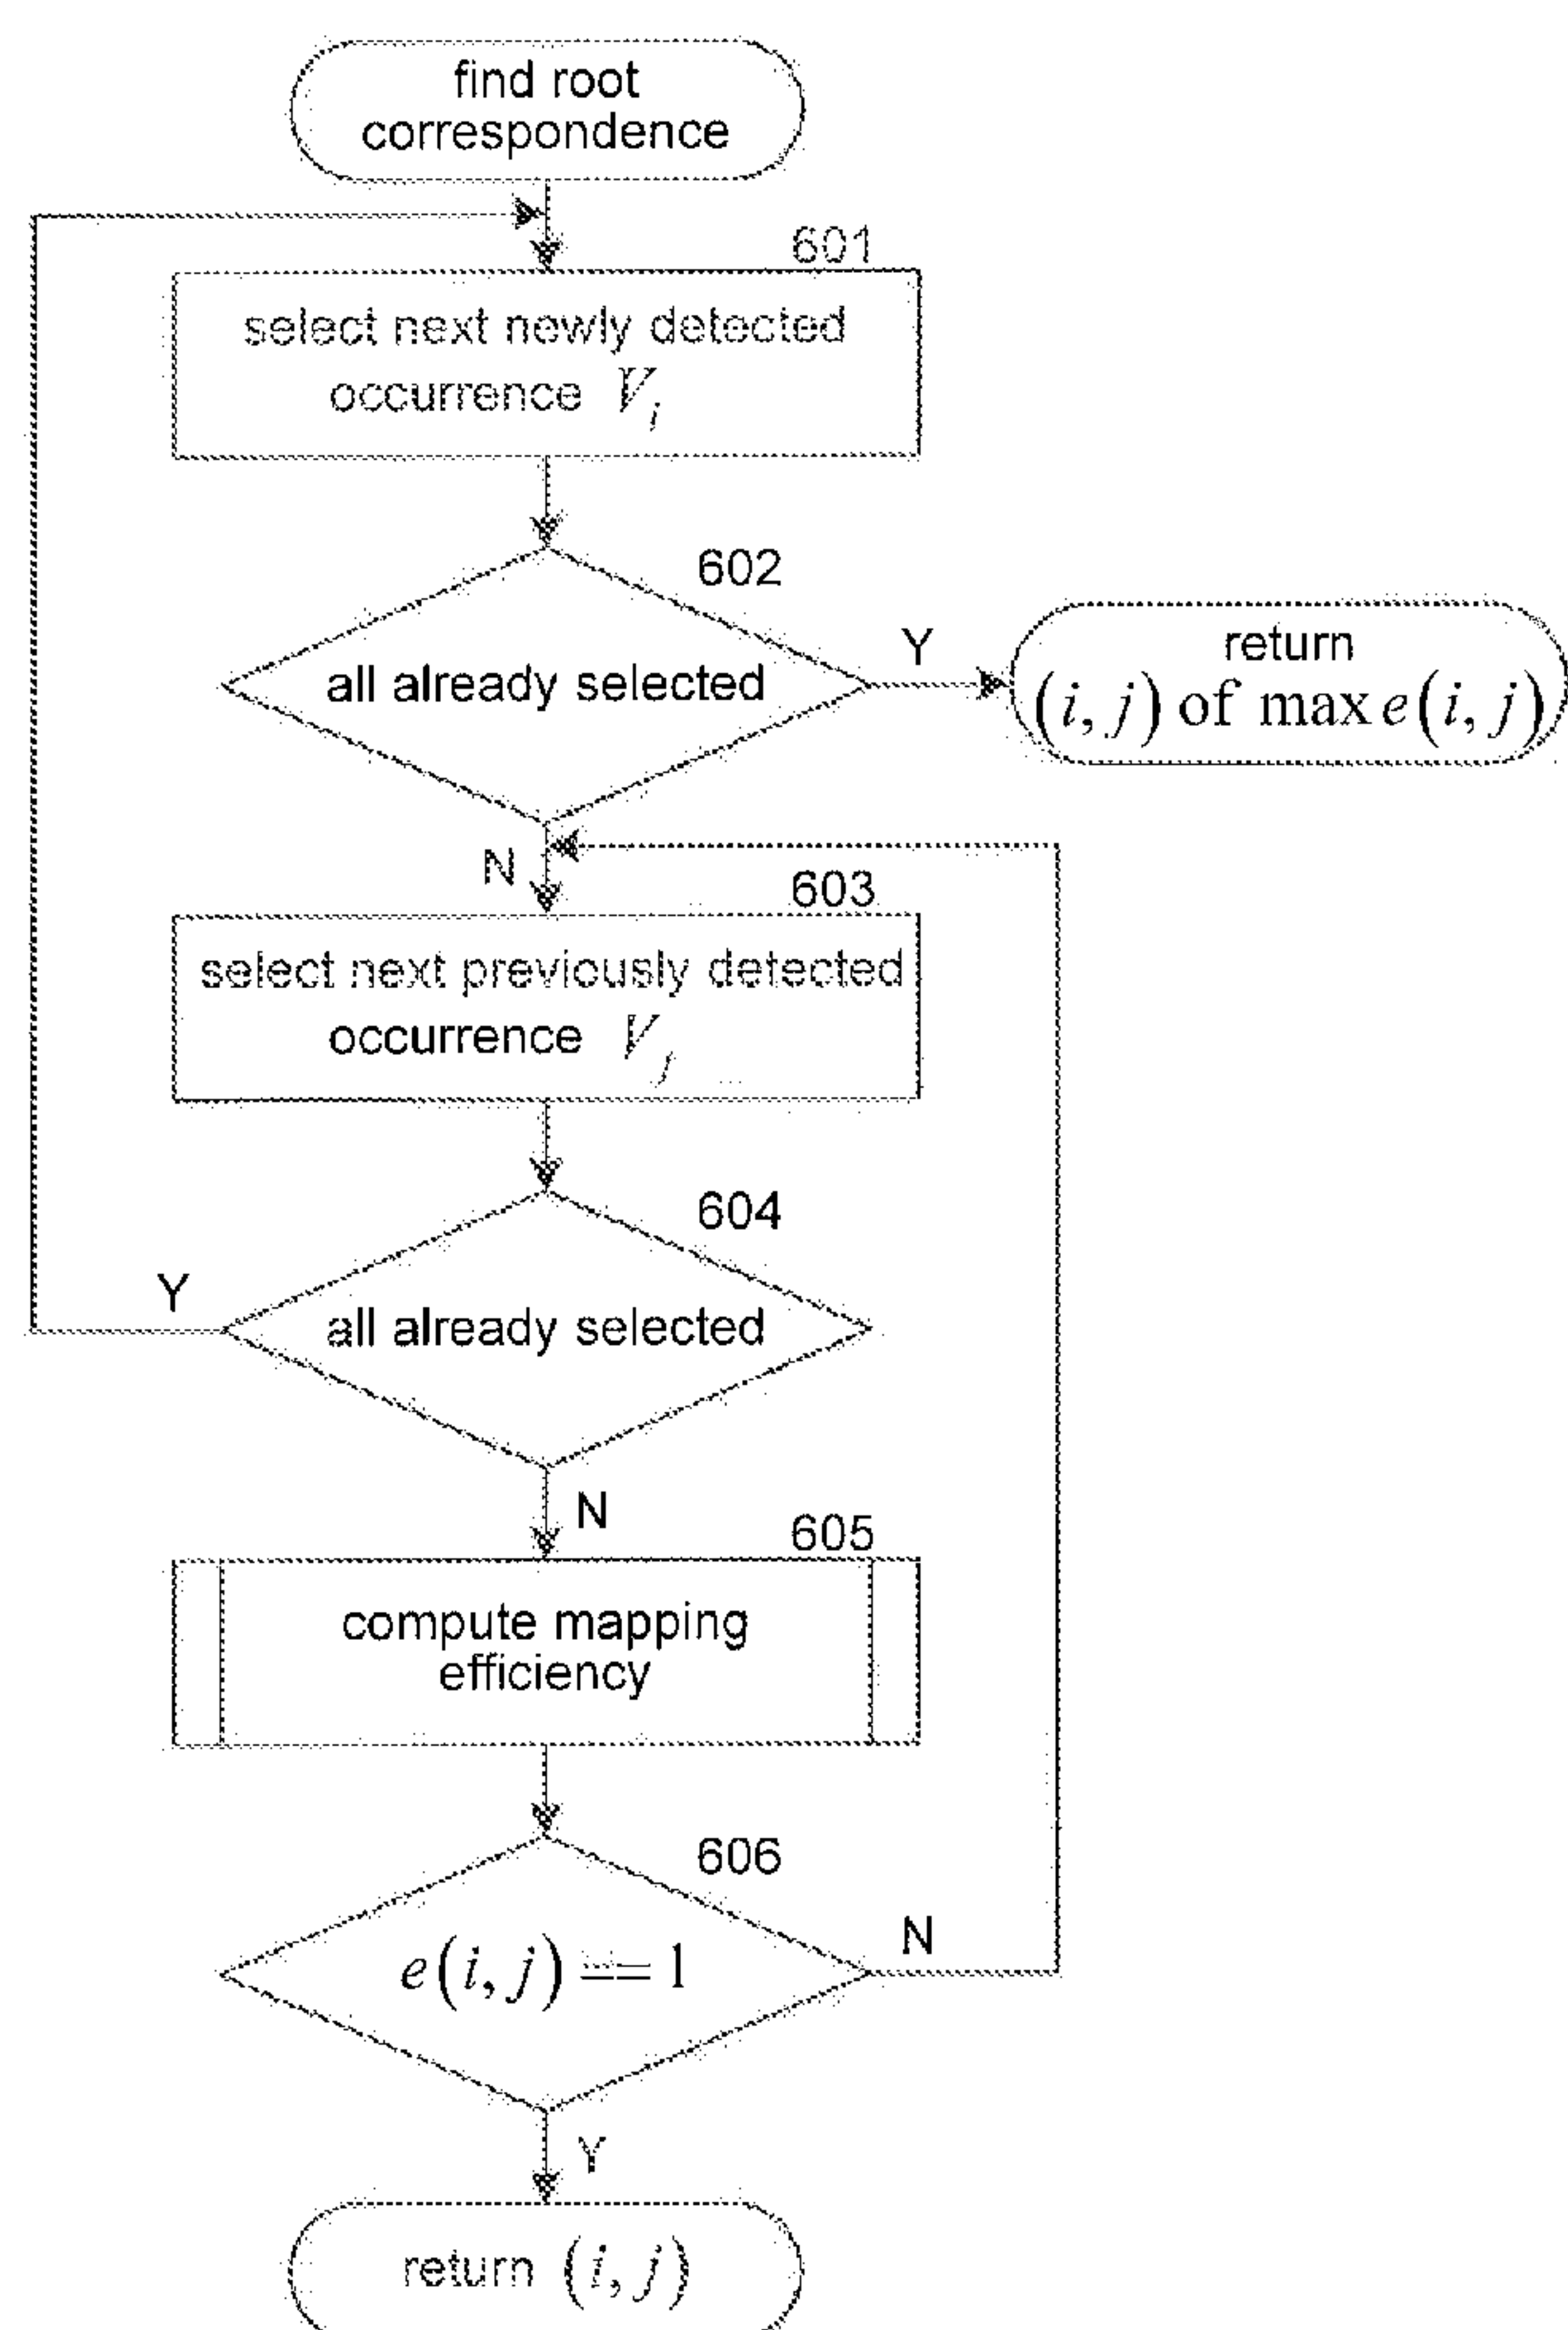 find root
correspondence
601
select next newly detected
occurrence V_i
602
all already selected
Y
return
(i, j) of max e(i, j)
N
603
select next previously detected
occurrence V_j
604
Y
all already selected
N
605
compute mapping
efficiency
606
e(i, j) == 1
N
Y
return (i, j)